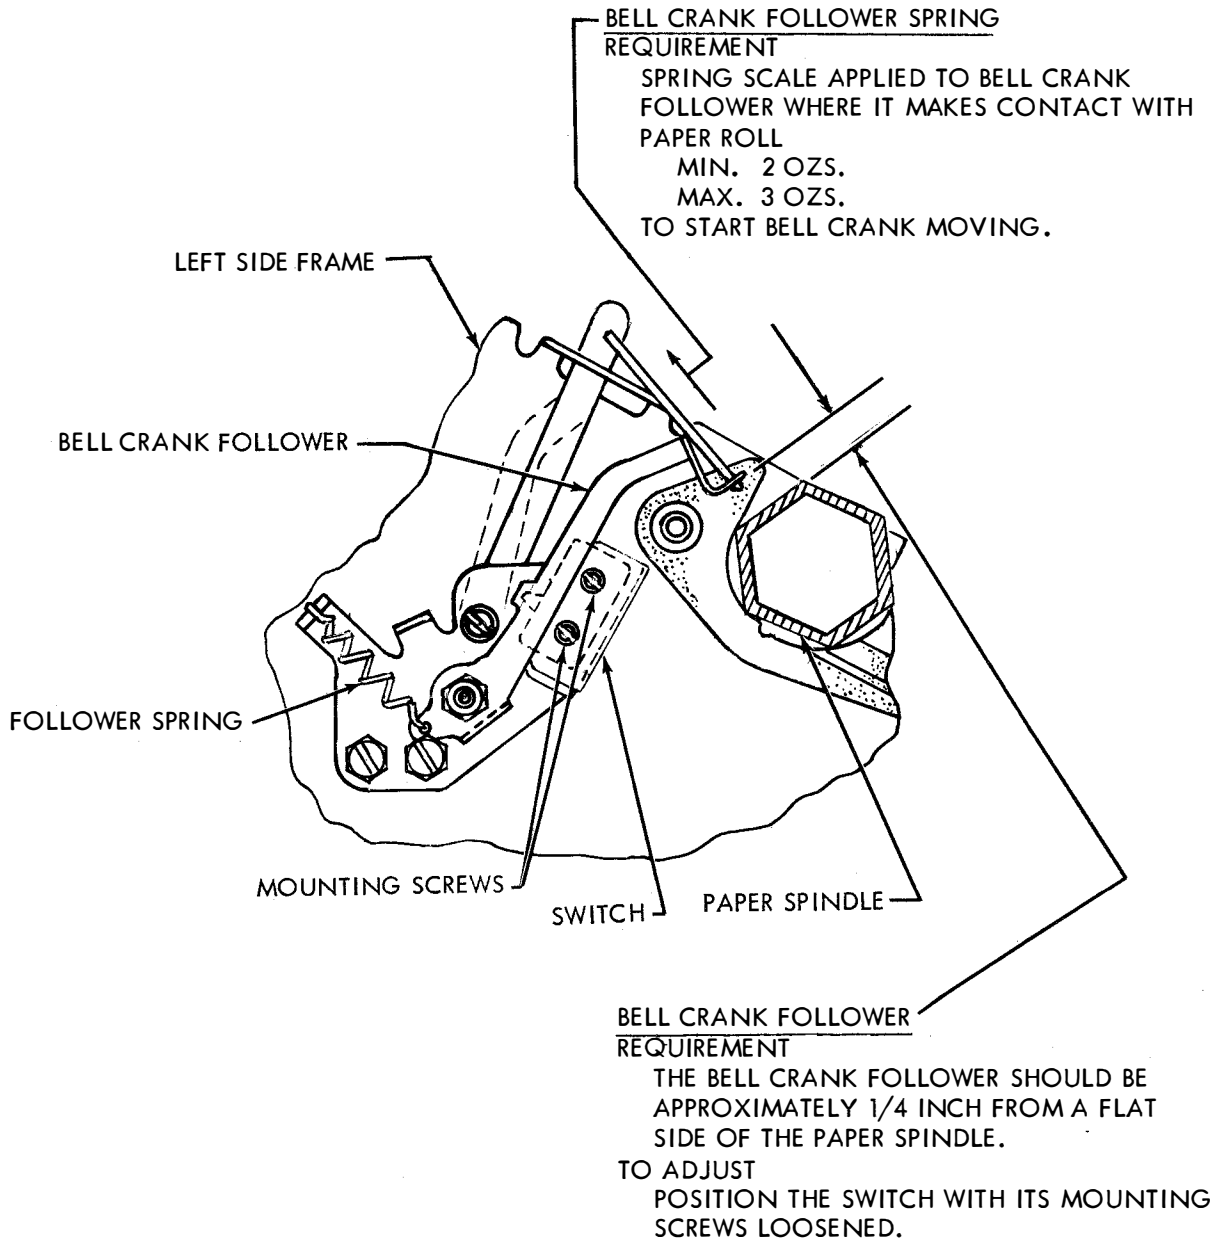 BELL CRANK FOLLOWER SPRING
REQUIREMENT
SPRING SCALE APPLIED TO BELL CRANK
FOLLOWER WHERE IT MAKES CONTACT WITH
PAPER ROLL
MIN. 2 OZS.
MAX. 3 OZS.
TO START BELL CRANK MOVING.
LEFT SIDE FRAME
BELL CRANK FOLLOWER
FOLLOWER SPRING
MOUNTING SCREWS
SWITCH
PAPER SPINDLE
BELL CRANK FOLLOWER
REQUIREMENT
THE BELL CRANK FOLLOWER SHOULD BE
APPROXIMATELY 1/4 INCH FROM A FLAT
SIDE OF THE PAPER SPINDLE.
TO ADJUST
POSITION THE SWITCH WITH ITS MOUNTING
SCREWS LOOSENED.